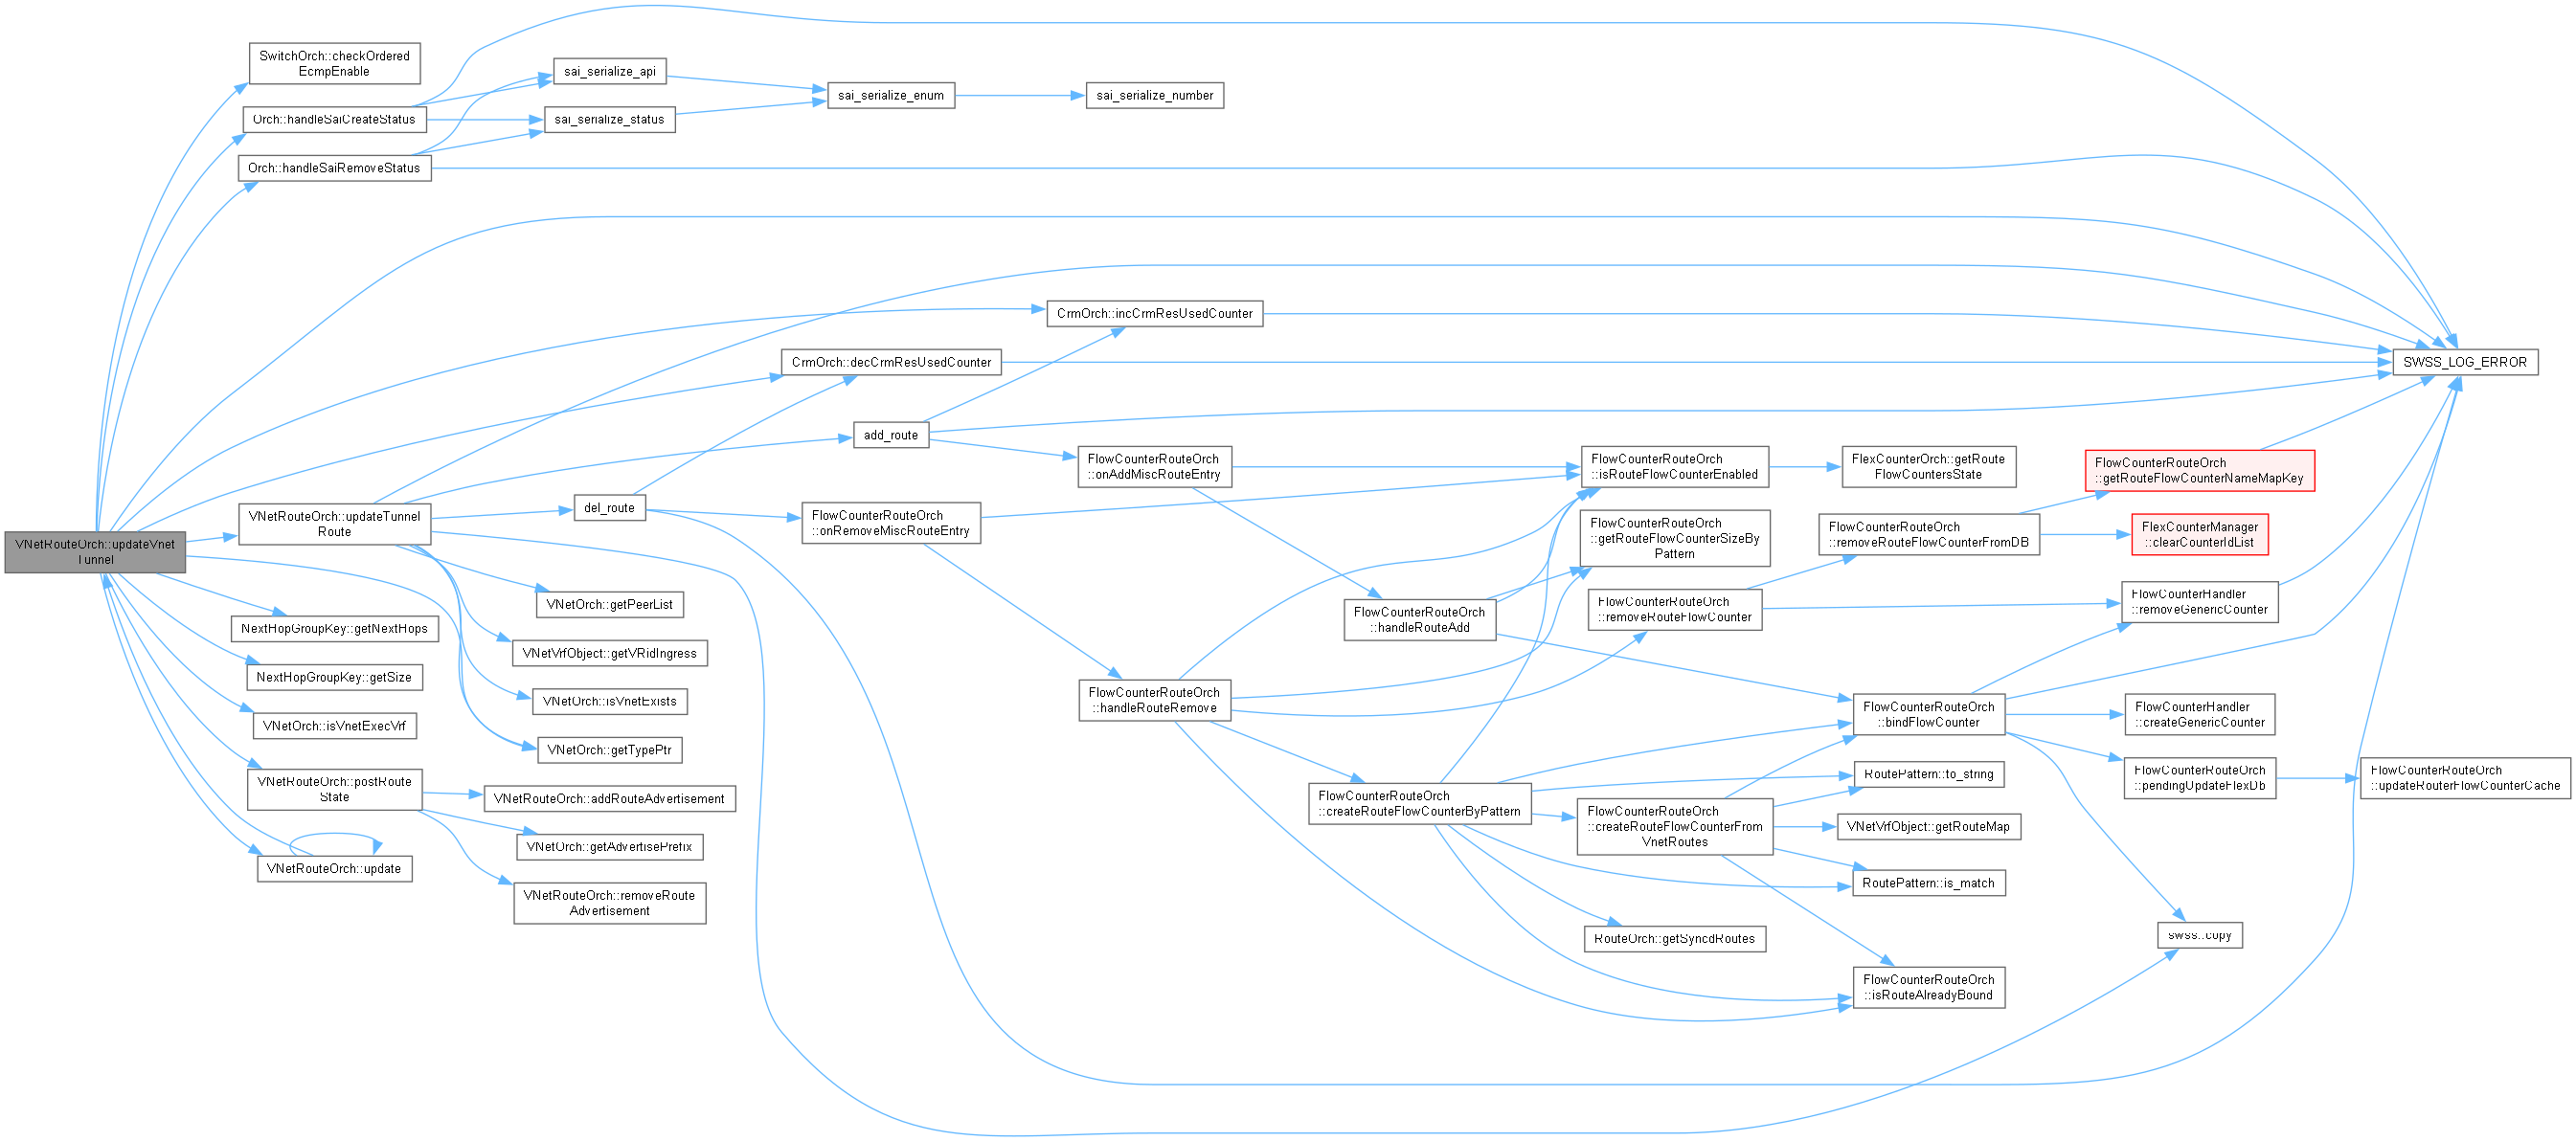 VNetRouteOrch::updateVnet
Tunnel
SwitchOrch::checkOrdered
EcmpEnable
Orch::handleSaiCreateStatus
Orch::handleSaiRemoveStatus
sai_serialize_api
sai_serialize_status
sai_serialize_enum
sai_serialize_number
CrmOrch::incCrmResUsedCounter
CrmOrch::decCrmResUsedCounter
SWSS_LOG_ERROR
VNetRouteOrch::updateTunnel
Route
add_route
del_route
FlowCounterRouteOrch
::onAddMiscRouteEntry
FlowCounterRouteOrch
::onRemoveMiscRouteEntry
FlowCounterRouteOrch
::isRouteFlowCounterEnabled
FlexCounterOrch::getRoute
FlowCountersState
FlowCounterRouteOrch
::getRouteFlowCounterNameMapKey
FlowCounterRouteOrch
::getRouteFlowCounterSizeBy
Pattern
FlowCounterRouteOrch
::removeRouteFlowCounterFromDB
FlexCounterManager
::clearCounterIdList
VNetOrch::getPeerList
NextHopGroupKey::getNextHops
VNetVrfObject::getVRidIngress
FlowCounterRouteOrch
::handleRouteAdd
FlowCounterRouteOrch
::removeRouteFlowCounter
FlowCounterHandler
::removeGenericCounter
NextHopGroupKey::getSize
VNetOrch::isVnetExists
FlowCounterRouteOrch
::handleRouteRemove
FlowCounterRouteOrch
::bindFlowCounter
FlowCounterHandler
::createGenericCounter
VNetOrch::isVnetExecVrf
VNetOrch::getTypePtr
VNetRouteOrch::postRoute
State
VNetRouteOrch::addRouteAdvertisement
FlowCounterRouteOrch
::createRouteFlowCounterByPattern
RoutePattern::to_string
FlowCounterRouteOrch
::pendingUpdateFlexDb
FlowCounterRouteOrch
::updateRouterFlowCounterCache
FlowCounterRouteOrch
::createRouteFlowCounterFrom
VnetRoutes
VNetVrfObject::getRouteMap
VNetOrch::getAdvertisePrefix
VNetRouteOrch::update
VNetRouteOrch::removeRoute
Advertisement
RoutePattern::is_match
RouteOrch::getSyncdRoutes
swss::copy
FlowCounterRouteOrch
::isRouteAlreadyBound